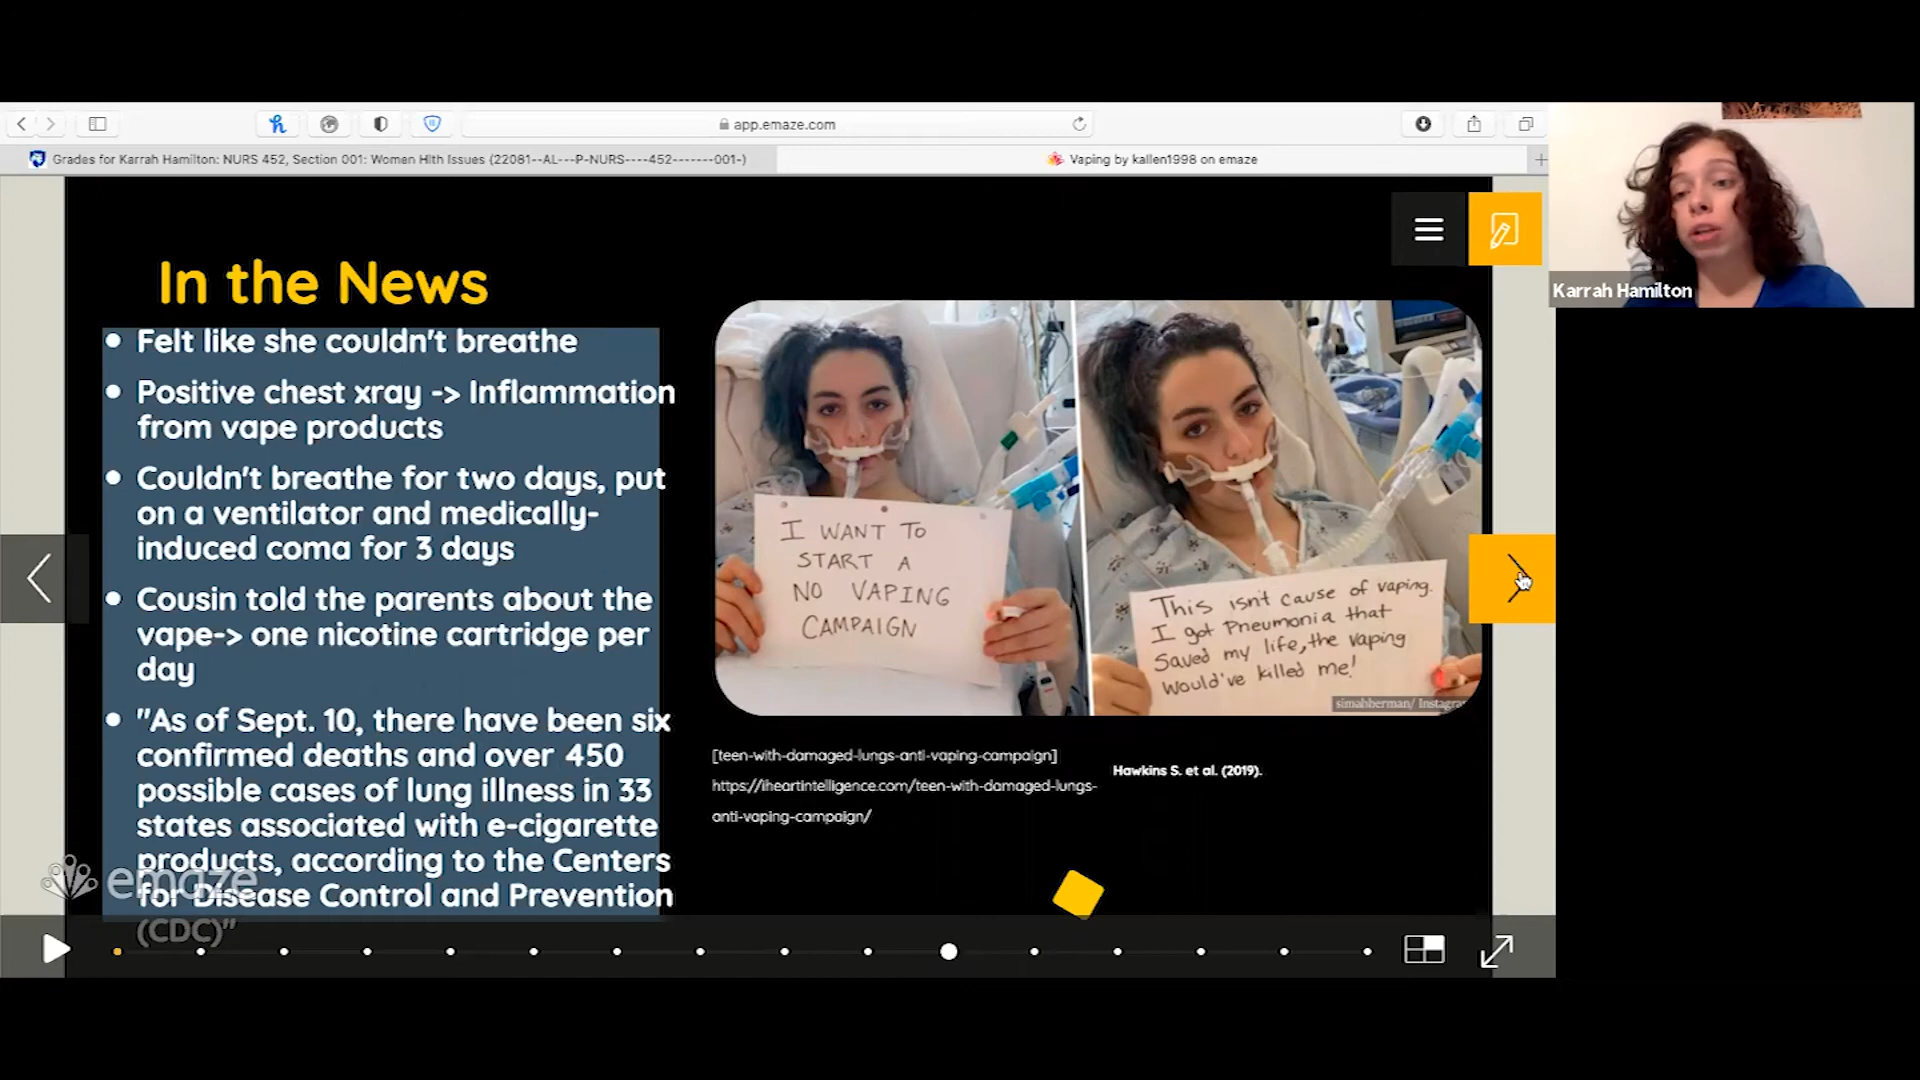 app.emaze.com
Grades for Karrah Hamilton: NURS 452, Section 001: Women Hlth Issues (22081--AL---P-NURS----452-------001-)
Vaping by kallen1998 on emaze
Karrah Hamilton
In the News
• Felt like she couldn't breathe
• Positive chest xray -> Inflammation
from vape products
• Couldn't breathe for two days, put
on a ventilator and medically-
induced coma for 3 days
• Cousin told the parents about the
vape-> one nicotine cartridge per
day
• "As of Sept. 10, there have been six
confirmed deaths and over 450
possible cases of lung illness in 33
states associated with e-cigarette
products, according to the Centers
for Disease Control and Prevention
(CDC)"
emaze
I WANT TO
START A
NO VAPING
CAMPAIGN
This isn't cause of vaping.
I got Pneumonia that
Saved my life, the vaping
Would've killed me!
simahherman/ Instagra
[teen-with-damaged-lungs-anti-vaping-campaign]
https://iheartintelligence.com/teen-with-damaged-lungs-
anti-vaping-campaign/
Hawkins S. et al. (2019).